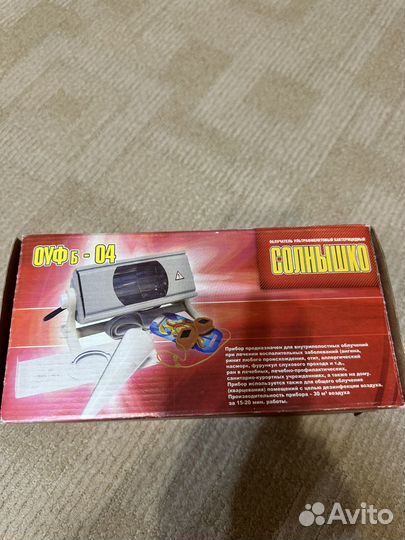 ОУФб - 04
ОБЛУЧАТЕЛЬ УЛЬТРАФИОЛЕТОВЫЙ БАКТЕРИЦИДНЫЙ
СОЛНЫШКО
Прибор предназначен для внутриполостных облучений
при лечении воспалительных заболеваний (ангина,
ринит любого происхождения, отит, аллергический
насморк, фурункул слухового прохода и т.д.,
ран в лечебных, лечебно-профилактических,
санаторно-курортных учреждениях, а также на дому.
Прибор используется также для общего облучения
(кварцевания) помещений с целью дезинфекции воздуха.
Производительность прибора - 30 м³ воздуха
за 15-20 мин. работы.
Avito